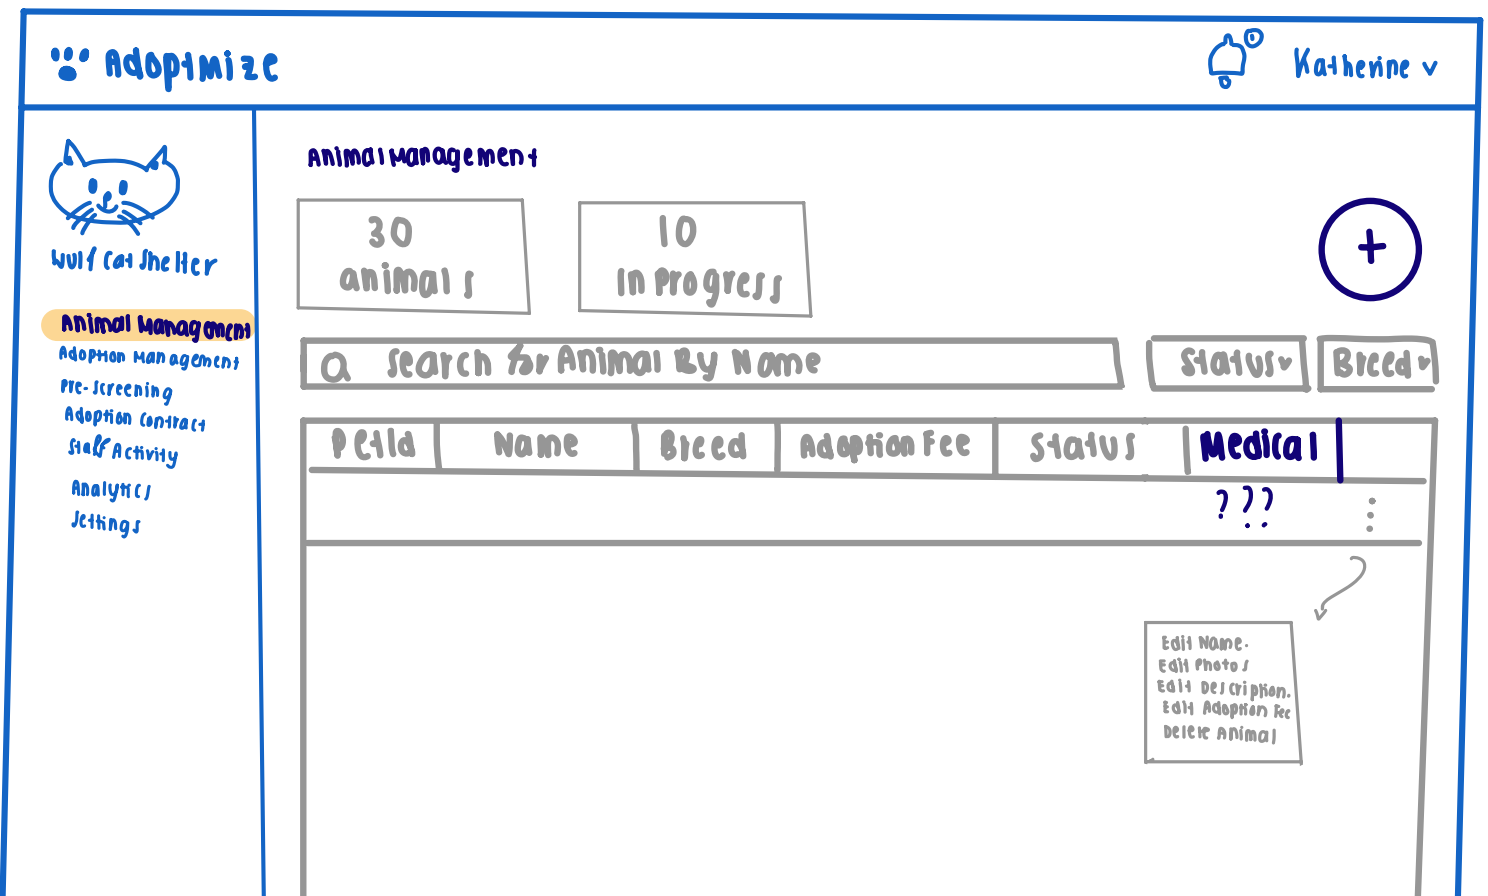 Adoptmize
Katherine
Wulf Cat Shelter
Animal Management
Adoption Management
Pre-screening
Adoption Contract
Staff Activity
Analytics
Settings
Animal Management
30
animals
10
In Progress
+
Search for Animal By Name
Status
Breed
PetId Name Breed Adoption Fee Status Medical
???
Edit Name.
Edit Photos
Edit Description.
Edit Adoption Fee
Delete Animal